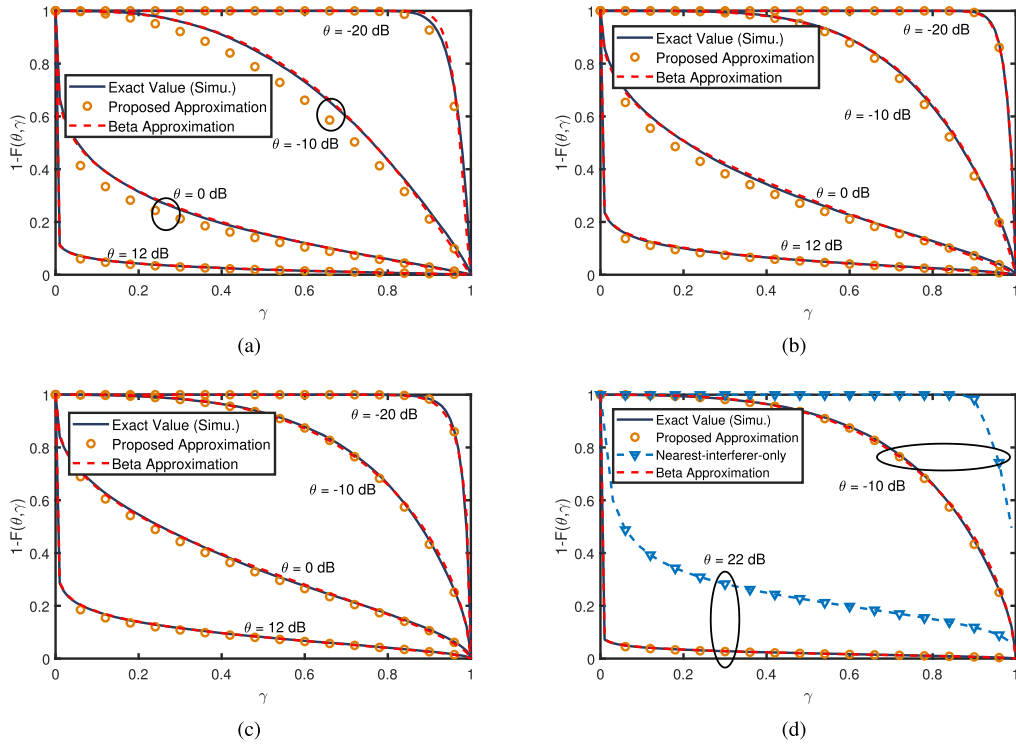 1
0.8
0.6
0.4
0.2
0
0.2
0.4
0.6
0.8
1
1-F(θ,γ)
γ
Exact Value (Simu.)
Proposed Approximation
Beta Approximation
θ = -20 dB
θ = -10 dB
θ = 0 dB
θ = 12 dB
(a)
1
0.8
0.6
0.4
0.2
0
0
0.2
0.4
0.6
0.8
1
1-F(θ,γ)
γ
Exact Value (Simu.)
Proposed Approximation
Beta Approximation
θ = -20 dB
θ = -10 dB
θ = 0 dB
θ = 12 dB
(b)
1
0.8
0.6
0.4
0.2
0
0
0.2
0.4
0.6
0.8
1
1-F(θ,γ)
γ
Exact Value (Simu.)
Proposed Approximation
Beta Approximation
θ = -20 dB
θ = -10 dB
θ = 0 dB
θ = 12 dB
(c)
1
0.8
0.6
0.4
0.2
0
0
0.2
0.4
0.6
0.8
1
1-F(θ,γ)
γ
Exact Value (Simu.)
Proposed Approximation
Nearest-interferer-only
Beta Approximation
θ = -10 dB
θ = 22 dB
(d)